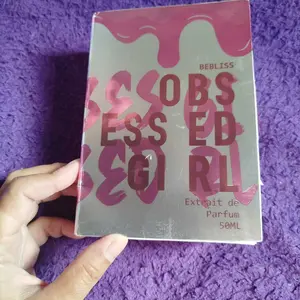 BEBLISS
OBS
ESS ED
GI RL
Extrait de
Parfum
50ML